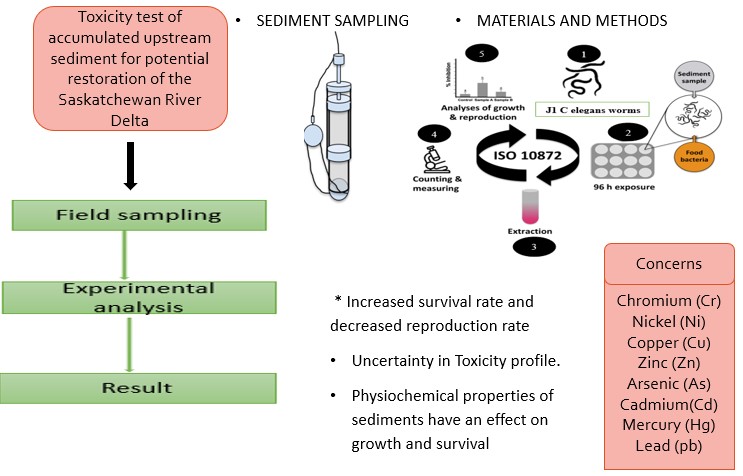 Toxicity test of
accumulated upstream
sediment for potential
restoration of the
Saskatchewan River
Delta
Field sampling
Experimental
analysis
Result
• SEDIMENT SAMPLING
• MATERIALS AND METHODS
5
% Inhibition
Control Sample A Sample B
Analyses of growth
& reproduction
1
J1 C elegans worms
Sediment
sample
2
Food
bacteria
96 h exposure
4
Counting &
measuring
ISO 10872
Extraction
3
* Increased survival rate and
decreased reproduction rate
• Uncertainty in Toxicity profile.
• Physiochemical properties of
sediments have an effect on
growth and survival
Concerns
Chromium (Cr)
Nickel (Ni)
Copper (Cu)
Zinc (Zn)
Arsenic (As)
Cadmium(Cd)
Mercury (Hg)
Lead (pb)